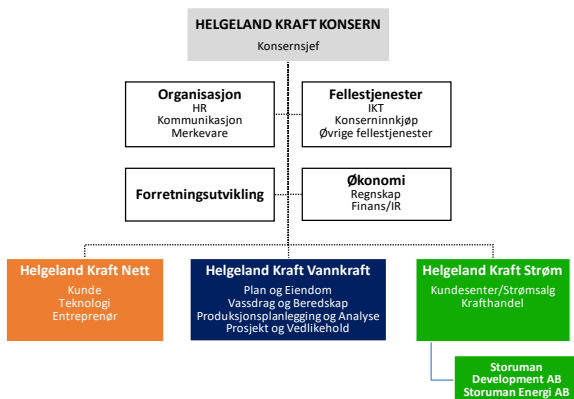 HELGELAND KRAFT KONSERN
Konsernsjef
Organisasjon
HR
Kommunikasjon
Merkevare
Fellestjenester
IKT
Konserninnkjøp
Øvrige fellestjenester
Forretningsutvikling
Økonomi
Regnskap
Finans/IR
Helgeland Kraft Nett
Kunde
Teknologi
Entreprenør
Helgeland Kraft Vannkraft
Plan og Eiendom
Vassdrag og Beredskap
Produksjonsplanlegging og Analyse
Prosjekt og Vedlikehold
Helgeland Kraft Strøm
Kundesenter/Strømsalg
Krafthandel
Storuman
Development AB
Storuman Energi AB